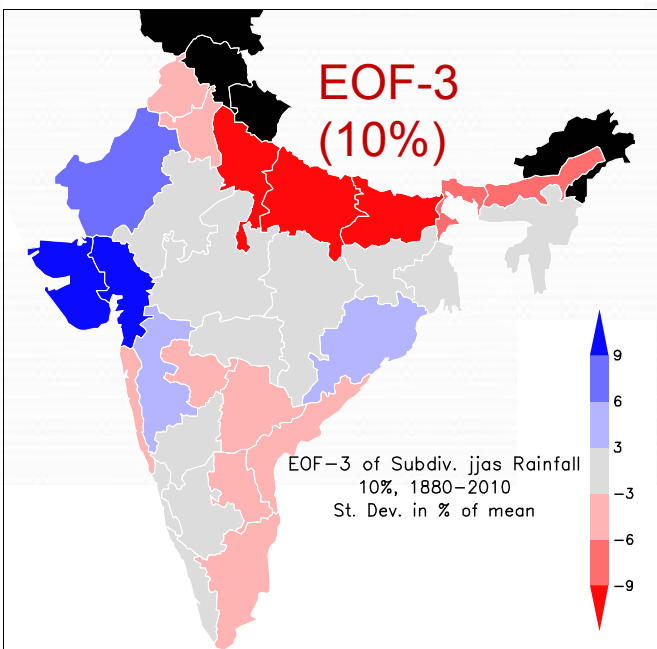 EOF-3
(10%)
EOF-3 of Subdiv. jjas Rainfall
10%, 1880-2010
St. Dev. in % of mean
9
6
3
-3
-6
-9